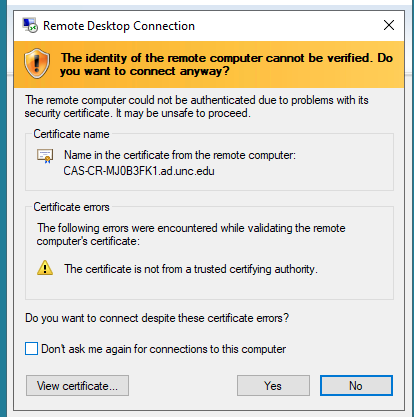 Remote Desktop Connection
The identity of the remote computer cannot be verified. Do
you want to connect anyway?
The remote computer could not be authenticated due to problems with its
security certificate. It may be unsafe to proceed.
Certificate name
Name in the certificate from the remote computer:
CAS-CR-MJ0B3FK1.ad.unc.edu
Certificate errors
The following errors were encountered while validating the remote
computer's certificate:
The certificate is not from a trusted certifying authority.
Do you want to connect despite these certificate errors?
Don't ask me again for connections to this computer
View certificate...
Yes
No